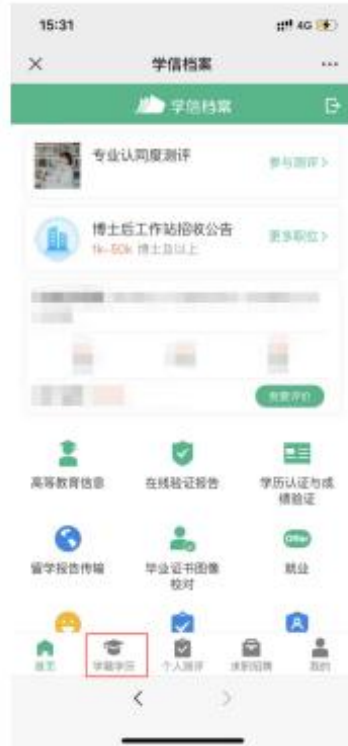 15:31
4G
学信档案
学信档案
专业认同度测评
参与测评>
博士后工作站招收公告
更多职位>
1k-50k 博士及以上
我要评价
高等教育信息
在线验证报告
学历认证与成
绩验证
留学报告传输
毕业证书图像
校对
Offer
就业
首页
学籍学历
个人测评
求职招聘
我的